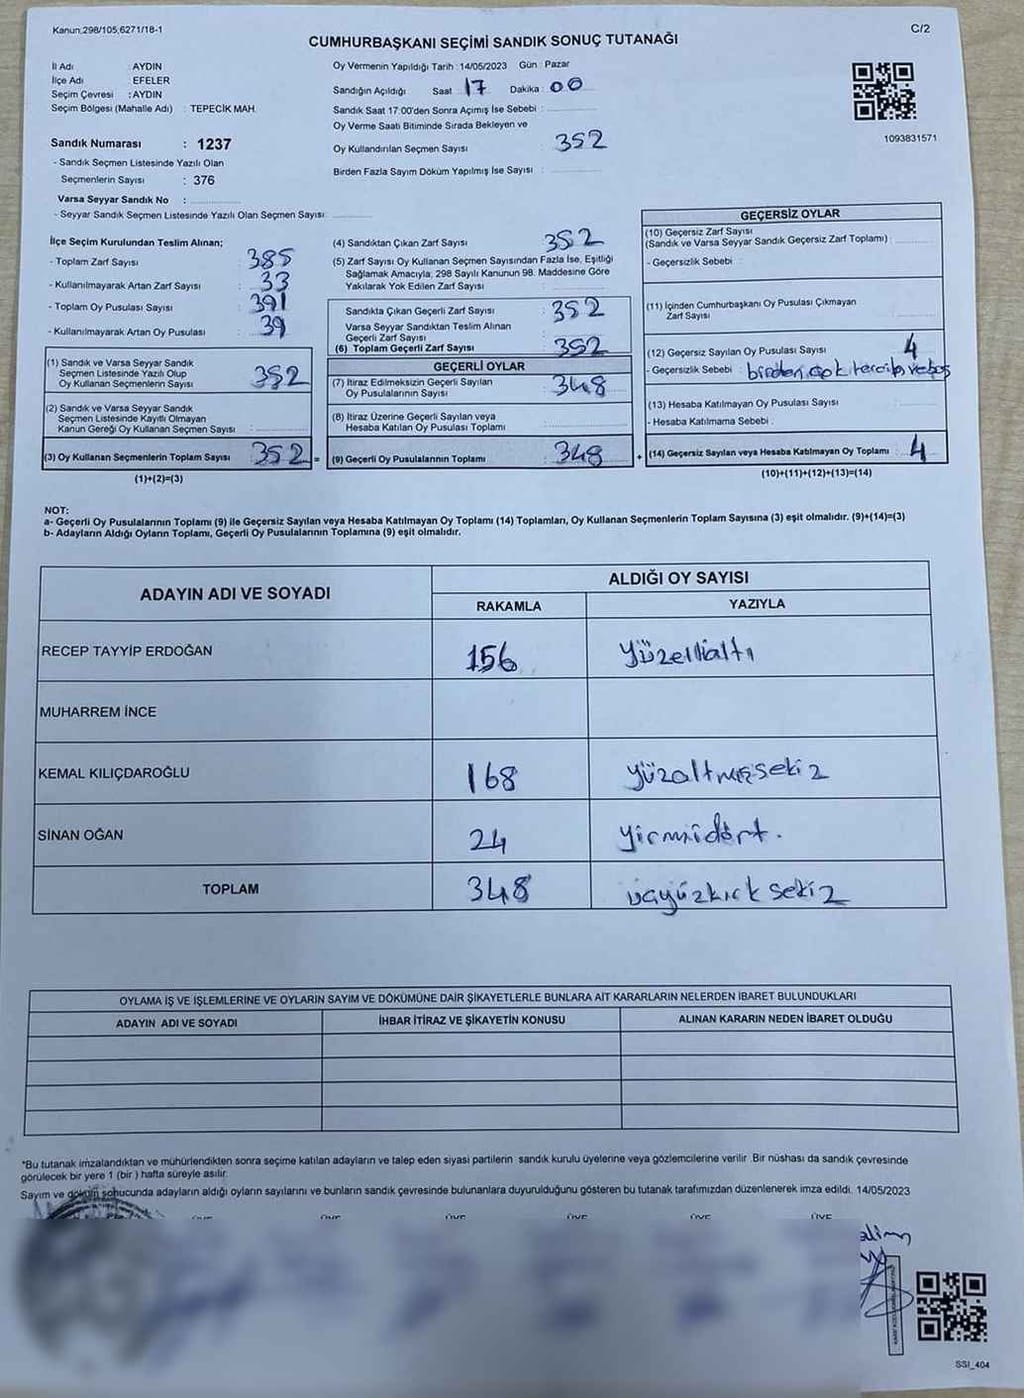 Kanun:298/105;6271/18-1
C/2
CUMHURBAŞKANI SEÇİMİ SANDIK SONUÇ TUTANAĞI
İl Adı : AYDIN
İlçe Adı : EFELER
Seçim Çevresi : AYDIN
Seçim Bölgesi (Mahalle Adı) : TEPECİK MAH.
Sandık Numarası : 1237
- Sandık Seçmen Listesinde Yazılı Olan
Seçmenlerin Sayısı : 376
Varsa Seyyar Sandık No :
- Seyyar Sandık Seçmen Listesinde Yazılı Olan Seçmen Sayısı
Oy Vermenin Yapıldığı Tarih : 14/05/2023 Gün : Pazar
Sandığın Açıldığı Saat : 17 Dakika : 00
Sandık Saat 17:00'den Sonra Açılmış İse Sebebi :
Oy Verme Saati Bitiminde Sırada Bekleyen ve
Oy Kullandırılan Seçmen Sayısı : 352
Birden Fazla Sayım Döküm Yapılmış İse Sayısı :
1093831571
İlçe Seçim Kurulundan Teslim Alınan;
- Toplam Zarf Sayısı : 385
- Kullanılmayarak Artan Zarf Sayısı : 33
- Toplam Oy Pusulası Sayısı : 391
- Kullanılmayarak Artan Oy Pusulası : 39
(1) Sandık ve Varsa Seyyar Sandık
Seçmen Listesinde Yazılı Olup
Oy Kullanan Seçmenlerin Sayısı : 352
(2) Sandık ve Varsa Seyyar Sandık
Seçmen Listesinde Kayıtlı Olmayan
Kanun Gereği Oy Kullanan Seçmen Sayısı :
(3) Oy Kullanan Seçmenlerin Toplam Sayısı : 352 =
(1)+(2)=(3)
(4) Sandıktan Çıkan Zarf Sayısı : 352
(5) Zarf Sayısı Oy Kullanan Seçmen Sayısından Fazla İse, Eşitliği
Sağlamak Amacıyla; 298 Sayılı Kanunun 98. Maddesine Göre
Yakılarak Yok Edilen Zarf Sayısı :
Sandıkta Çıkan Geçerli Zarf Sayısı : 352
Varsa Seyyar Sandıktan Teslim Alınan
Geçerli Zarf Sayısı :
(6) Toplam Geçerli Zarf Sayısı : 352
GEÇERLİ OYLAR
(7) İtiraz Edilmeksizin Geçerli Sayılan
Oy Pusulalarının Sayısı : 348
(8) İtiraz Üzerine Geçerli Sayılan veya
Hesaba Katılan Oy Pusulası Toplamı :
(9) Geçerli Oy Pusulalarının Toplamı : 348 +
GEÇERSİZ OYLAR
(10) Geçersiz Zarf Sayısı
(Sandık ve Varsa Seyyar Sandık Geçersiz Zarf Toplamı) :
- Geçersizlik Sebebi :
(11) İçinden Cumhurbaşkanı Oy Pusulası Çıkmayan
Zarf Sayısı :
(12) Geçersiz Sayılan Oy Pusulası Sayısı : 4
- Geçersizlik Sebebi : birden çok tercih, ve boş
(13) Hesaba Katılmayan Oy Pusulası Sayısı :
- Hesaba Katılmama Sebebi :
(14) Geçersiz Sayılan veya Hesaba Katılmayan Oy Toplamı : 4
(10)+(11)+(12)+(13)=(14)
NOT:
a- Geçerli Oy Pusulalarının Toplamı (9) ile Geçersiz Sayılan veya Hesaba Katılmayan Oy Toplamı (14) Toplamları, Oy Kullanan Seçmenlerin Toplam Sayısına (3) eşit olmalıdır. (9)+(14)=(3)
b- Adayların Aldığı Oyların Toplamı, Geçerli Oy Pusulalarının Toplamına (9) eşit olmalıdır.
ADAYIN ADI VE SOYADI
ALDIĞI OY SAYISI
RAKAMLA YAZIYLA
RECEP TAYYİP ERDOĞAN 156 yüzellialtı
MUHARREM İNCE
KEMAL KILIÇDAROĞLU 168 yüzaltmışsekiz
SİNAN OĞAN 24 yirmidört.
TOPLAM 348 üçyüzkırk sekiz
OYLAMA İŞ VE İŞLEMLERİNE VE OYLARIN SAYIM VE DÖKÜMÜNE DAİR ŞİKAYETLERLE BUNLARA AİT KARARLARIN NELERDEN İBARET BULUNDUKLARI
ADAYIN ADI VE SOYADI İHBAR İTİRAZ VE ŞİKAYETİN KONUSU ALINAN KARARIN NEDEN İBARET OLDUĞU
*Bu tutanak imzalandıktan ve mühürlendikten sonra seçime katılan adayların ve talep eden siyasi partilerin sandık kurulu üyelerine veya gözlemcilerine verilir. Bir nüshası da sandık çevresinde
görülecek bir yere 1 (bir ) hafta süreyle asılır.
Sayım ve döküm sonucunda adayların aldığı oyların sayılarını ve bunların sandık çevresinde bulunanlara duyurulduğunu gösteren bu tutanak tarafımızdan düzenlenerek imza edildi. 14/05/2023
ÜYE ÜYE ÜYE ÜYE ÜYE ÜYE
SSI_404